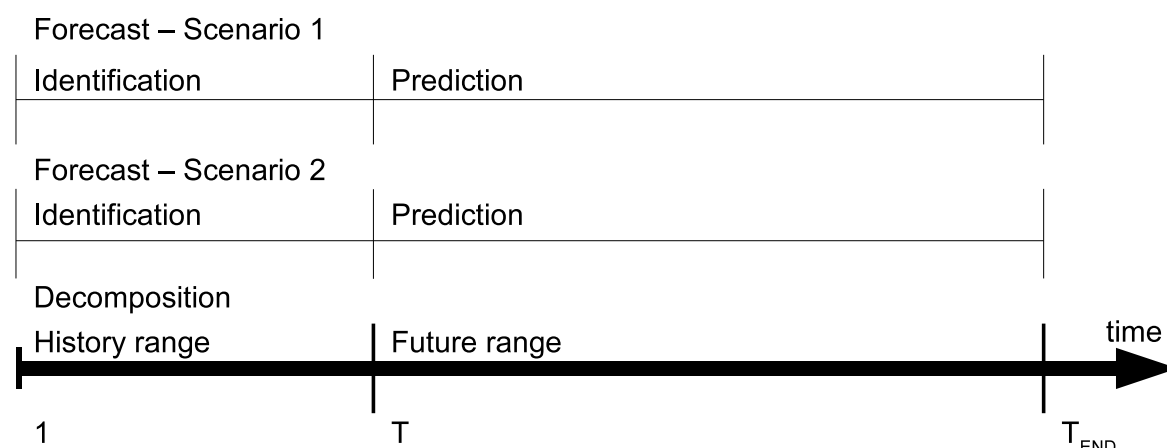 Forecast – Scenario 1
Identification Prediction
Forecast – Scenario 2
Identification Prediction
Decomposition
History range Future range time
1 T T_END